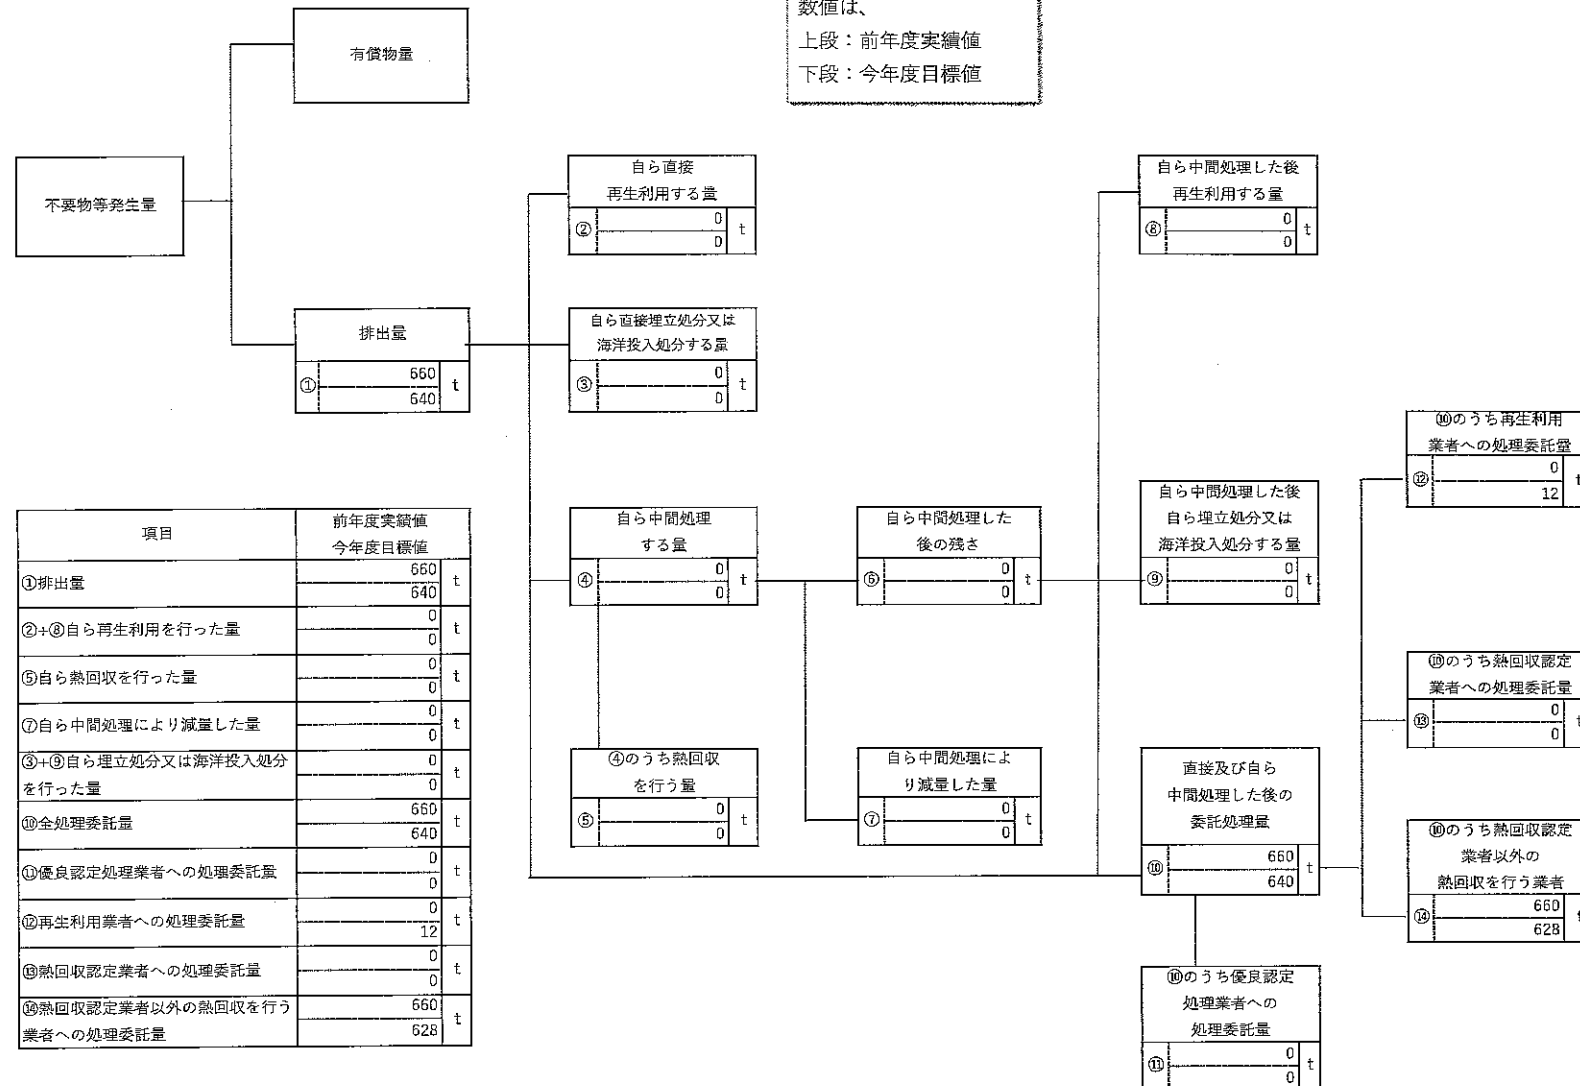 数値は、
上段：前年度実績値
下段：今年度目標値
有償物量
不要物等発生量
自ら直接
再生利用する量
②
0
0
t
自ら中間処理した後
再生利用する量
⑧
0
0
t
排出量
①
660
640
t
自ら直接埋立処分又は
海洋投入処分する量
③
0
0
t
⑩のうち再生利用
業者への処理委託量
⑫
0
12
t
自ら中間処理
する量
④
0
0
t
自ら中間処理した
後の残さ
⑥
0
0
t
自ら中間処理した後
自ら埋立処分又は
海洋投入処分する量
⑨
0
0
t
⑩のうち熱回収認定
業者への処理委託量
⑬
0
0
t
④のうち熱回収
を行う量
⑤
0
0
t
自ら中間処理によ
り減量した量
⑦
0
0
t
直接及び自ら
中間処理した後の
委託処理量
⑩
660
640
t
⑩のうち熱回収認定
業者以外の
熱回収を行う業者
⑭
660
628
t
⑩のうち優良認定
処理業者への
処理委託量
⑪
0
0
t
項目
前年度実績値
今年度目標値
①排出量
660
640
t
②+⑧自ら再生利用を行った量
0
0
t
⑤自ら熱回収を行った量
0
0
t
⑦自ら中間処理により減量した量
0
0
t
③+⑨自ら埋立処分又は海洋投入処分
を行った量
0
0
t
⑩全処理委託量
660
640
t
⑪優良認定処理業者への処理委託量
0
0
t
⑫再生利用業者への処理委託量
0
12
t
⑬熱回収認定業者への処理委託量
0
0
t
⑭熱回収認定業者以外の熱回収を行う
業者への処理委託量
660
628
t